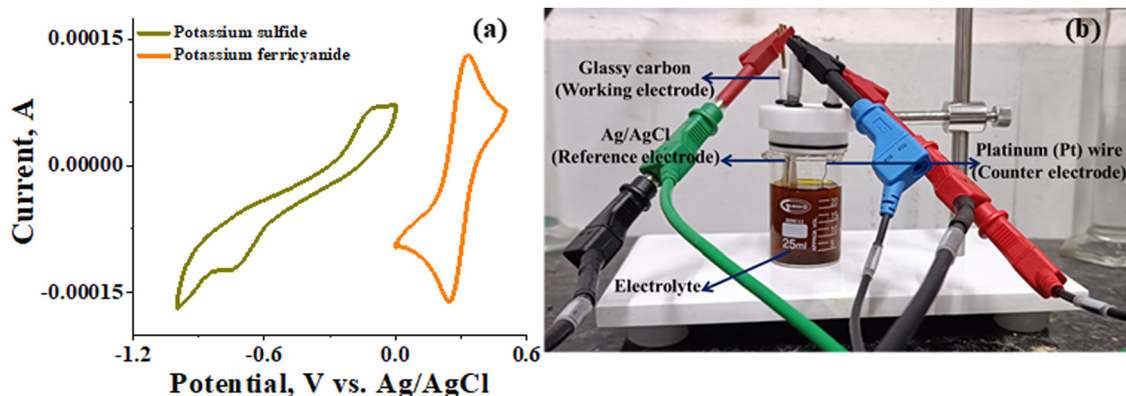 0.00015
Potassium sulfide
Potassium ferricyanide
(a)
0.00000
-0.00015
Current, A
-1.2
-0.6
0.0
0.6
Potential, V vs. Ag/AgCl
(b)
Glassy carbon
(Working electrode)
Ag/AgCl
(Reference electrode)
Platinum (Pt) wire
(Counter electrode)
25ml
Electrolyte